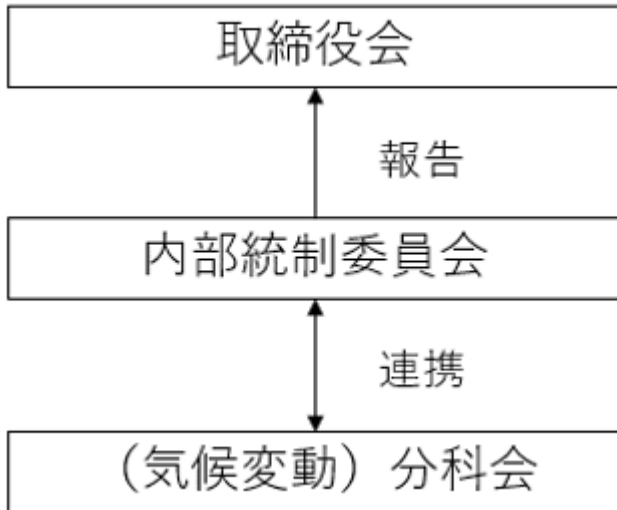 取締役会
報告
内部統制委員会
連携
（気候変動）分科会